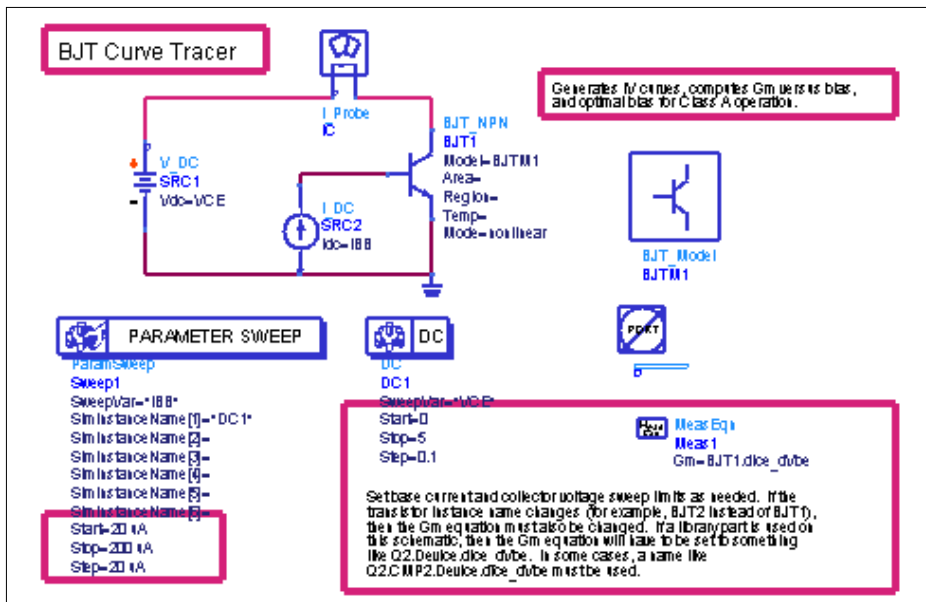 BJT Curve Tracer
I_Probe
IC
Generates IV curves, computes Gm versus bias,
and optimal bias for Class A operation.
BJT_NPN
BJT1
Model=BJTM1
Area=
Region=
Temp=
Mode=nonlinear
V_DC
SRC1
Vdc=VCE
+
-
I_DC
SRC2
Idc=IBB
BJT_Model
BJTM1
PARAMETER SWEEP
ParamSweep
Sweep1
SweepVar="IBB"
SimInstanceName[1]="DC1"
SimInstanceName[2]=
SimInstanceName[3]=
SimInstanceName[4]=
SimInstanceName[5]=
SimInstanceName[6]=
Start=20 uA
Stop=200 uA
Step=20 uA
DC
DC
DC1
SweepVar="VCE"
Start=0
Stop=5
Step=0.1
MeasEqn
Meas1
Gm=BJT1.dice_dvbe
Set base current and collector voltage sweep limits as needed. If the
transistor instance name changes (for example, BJT2 instead of BJT1),
then the Gm equation must also be changed. If a library part is used on
this schematic, then the Gm equation will have to be set to something
like Q2.Device.dice_dvbe. In some cases, a name like
Q2.CMP2.Device.dice_dvbe must be used.